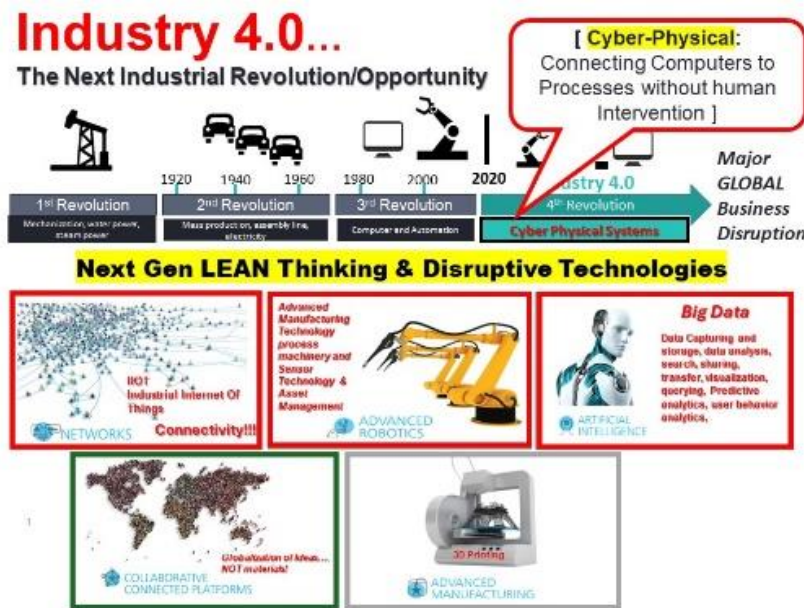 Industry 4.0...
The Next Industrial Revolution/Opportunity
[ Cyber-Physical:
Connecting Computers to
Processes without human
Intervention ]
1920
1940
1960
1980
2000
2020
ustry 4.0
1st Revolution
2nd Revolution
3rd Revolution
4th Revolution
Mechanization, water power,
steam power
Mass production, assembly line,
electricity
Computer and Automation
Cyber Physical Systems
Major
GLOBAL
Business
Disruption
Next Gen LEAN Thinking & Disruptive Technologies
IIOT
Industrial Internet Of
Things
Connectivity!!!
NETWORKS
Advanced
Manufacturing
Technology
process
machinery and
Sensor
Technology &
Asset
Management
ADVANCED
ROBOTICS
Big Data
Data Capturing and
storage, data analysis,
search, sharing,
transfer, visualization,
querying, Predictive
analytics, user behavior
analytics,
ARTIFICIAL
INTELLIGENCE
Globalization of Ideas....
NOT materials!
COLLABORATIVE
CONNECTED PLATFORMS
3D Printing
ADVANCED
MANUFACTURING
1